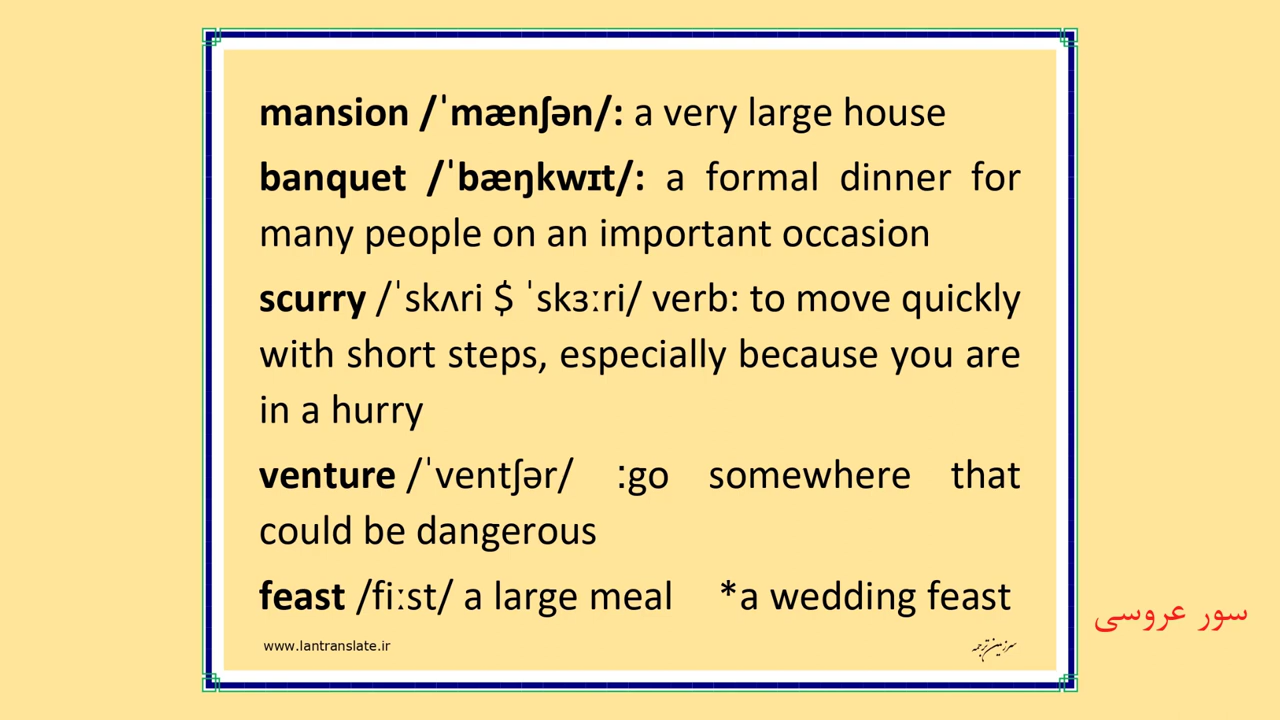 mansion /ˈmænʃən/: a very large house
banquet /ˈbæŋkwɪt/: a formal dinner for
many people on an important occasion
scurry /ˈskʌri $ ˈskɜːri/ verb: to move quickly
with short steps, especially because you are
in a hurry
venture /ˈventʃər/ :go somewhere that
could be dangerous
feast /fiːst/ a large meal *a wedding feast
سور عروسی
www.lantranslate.ir
سرزمین ترجمه